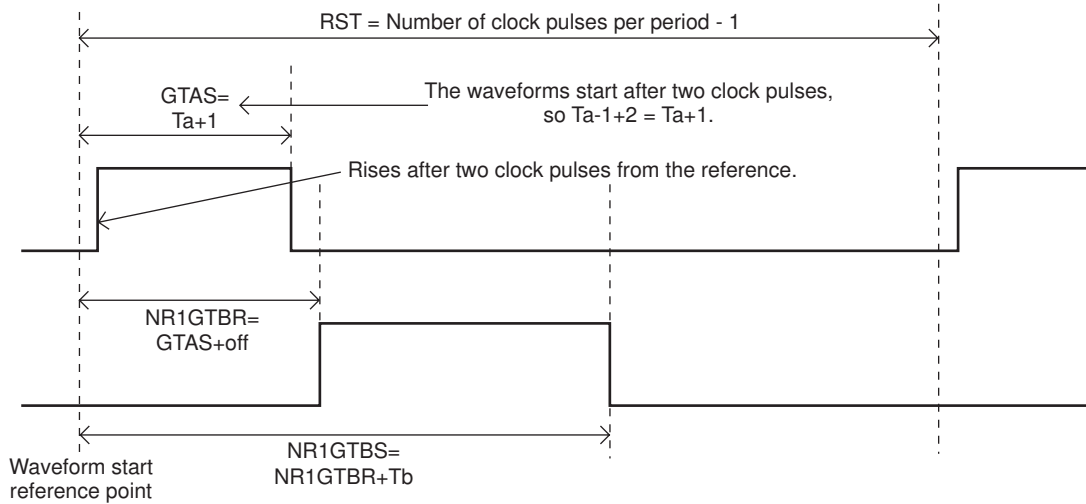 RST = Number of clock pulses per period - 1
GTAS=
Ta+1
The waveforms start after two clock pulses,
so Ta-1+2 = Ta+1.
Rises after two clock pulses from the reference.
NR1GTBR=
GTAS+off
NR1GTBS=
NR1GTBR+Tb
Waveform start
reference point